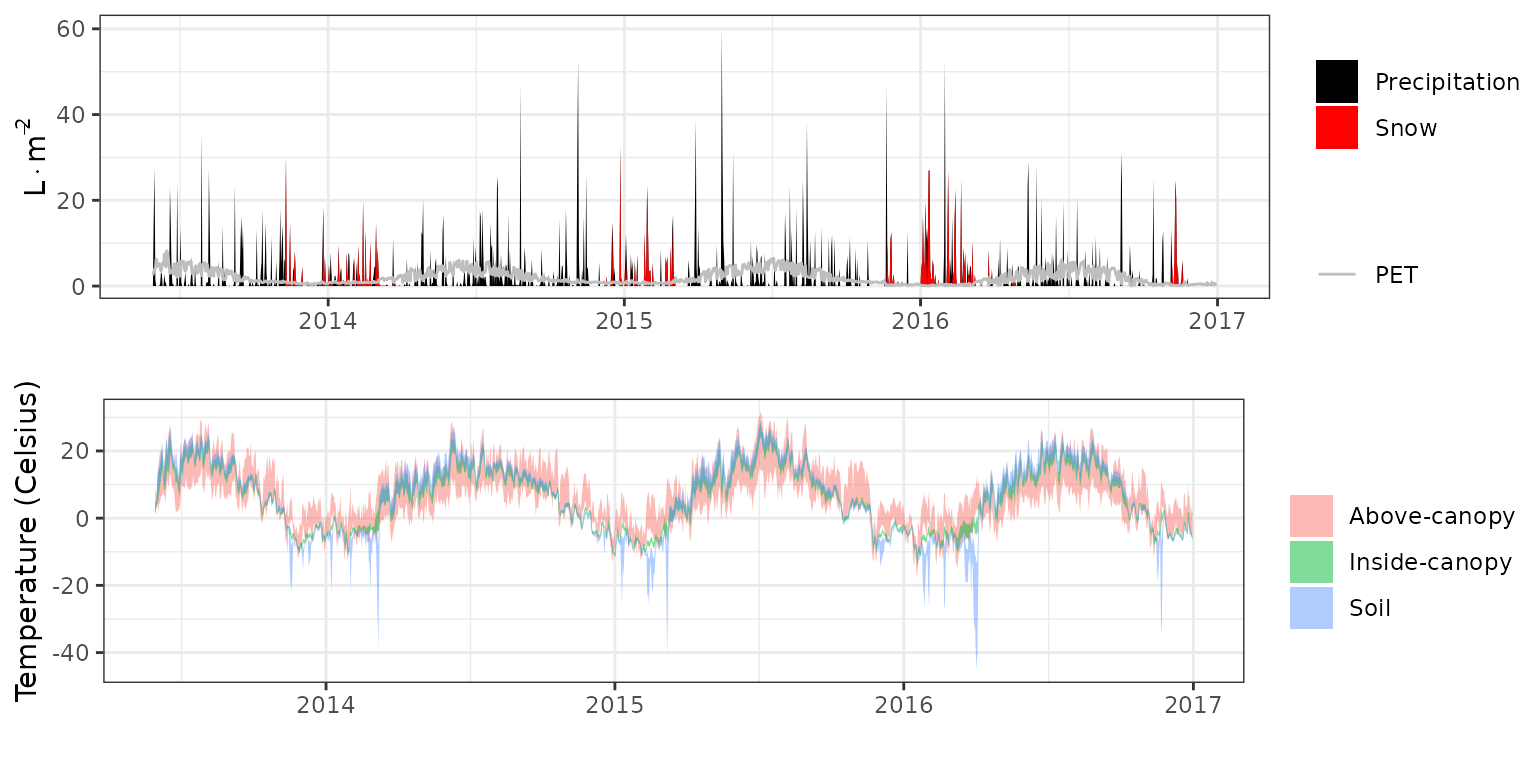 60
40
20
0
L · m⁻²
2014
2015
2016
2017
Precipitation
Snow
PET
20
0
-20
-40
Temperature (Celsius)
2014
2015
2016
2017
Above-canopy
Inside-canopy
Soil